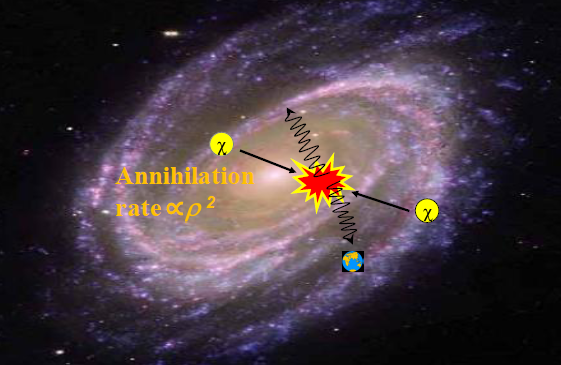 χ
Annihilation
rate ∝ρ²
χ